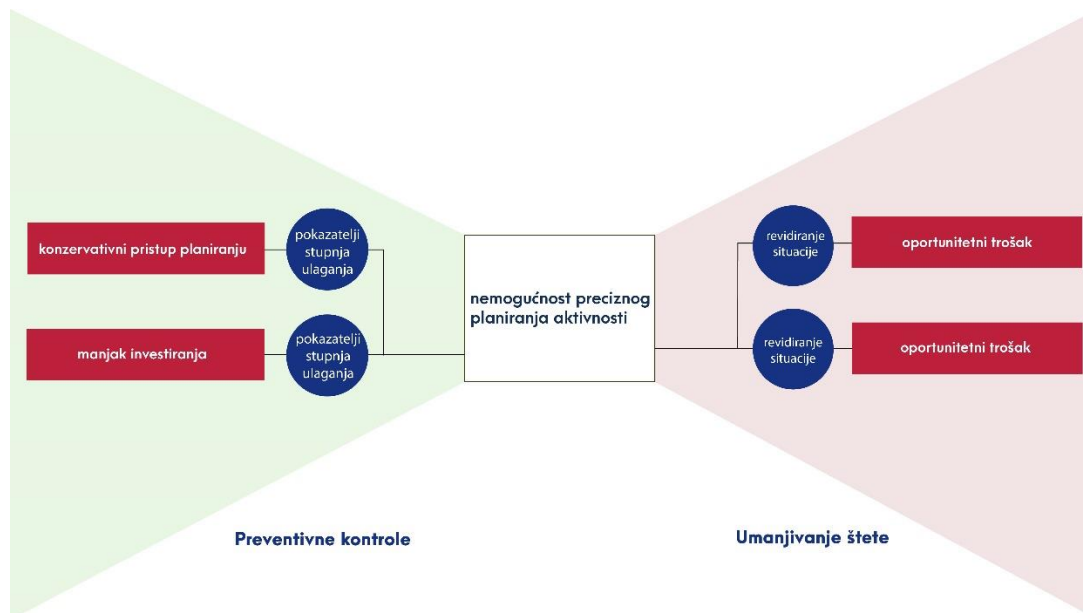 konzervativni pristup planiranju
pokazatelji
stupnja
ulaganja
manjak investiranja
pokazatelji
stupnja
ulaganja
nemogućnost preciznog
planiranja aktivnosti
revidiranje
situacije
oportunitetni trošak
revidiranje
situacije
oportunitetni trošak
Preventivne kontrole
Umanjivanje štete